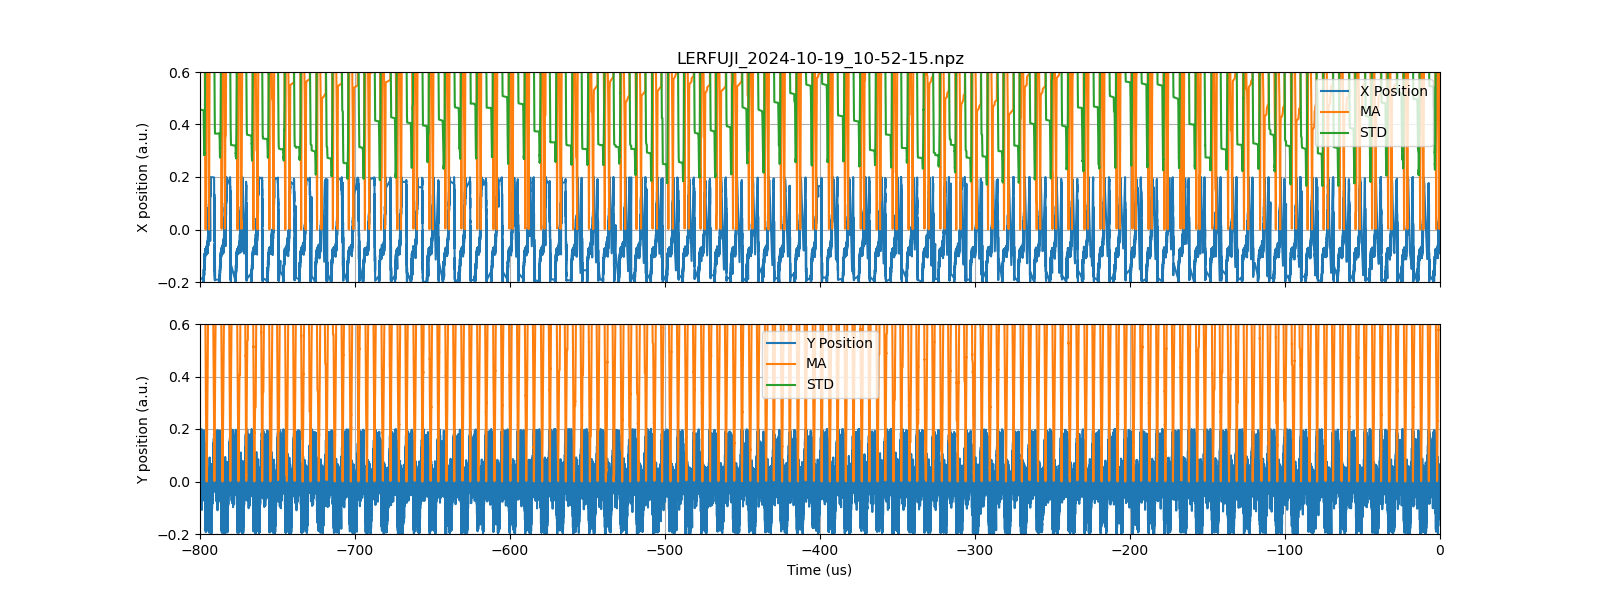 LERFUJI_2024-10-19_10-52-15.npz
0.6
0.4
0.2
0.0
−0.2
X position (a.u.)
X Position
MA
STD
0.6
0.4
0.2
0.0
−0.2
Y position (a.u.)
Y Position
MA
STD
−800 −700 −600 −500 −400 −300 −200 −100 0
Time (us)